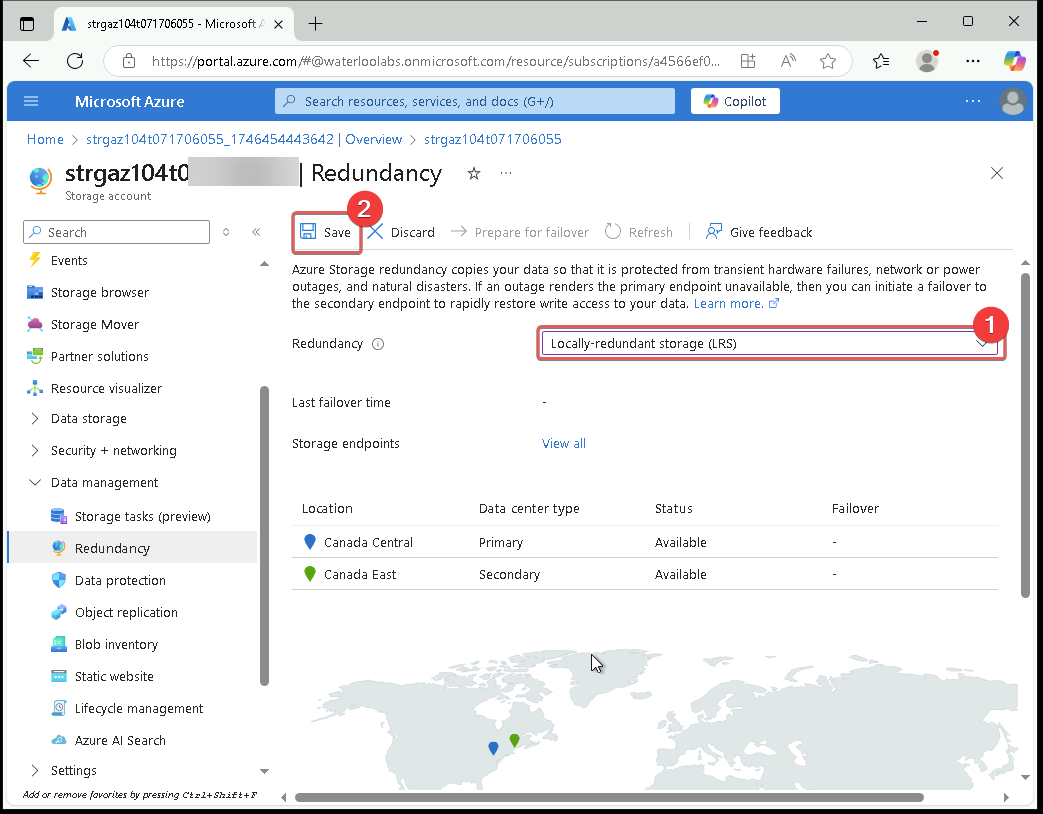 strgaz104t071706055 - Microsoft A
https://portal.azure.com/#@waterloolabs.onmicrosoft.com/resource/subscriptions/a4566ef0...
Microsoft Azure
Search resources, services, and docs (G+/)
Copilot
Home > strgaz104t071706055_1746454443642 | Overview > strgaz104t071706055
strgaz104t0 | Redundancy
Storage account
Search
Save
2
Discard
Prepare for failover
Refresh
Give feedback
Events
Storage browser
Storage Mover
Partner solutions
Resource visualizer
Data storage
Security + networking
Data management
Storage tasks (preview)
Redundancy
Data protection
Object replication
Blob inventory
Static website
Lifecycle management
Azure AI Search
Settings
Add or remove favorites by pressing Ctrl+Shift+F
Azure Storage redundancy copies your data so that it is protected from transient hardware failures, network or power
outages, and natural disasters. If an outage renders the primary endpoint unavailable, then you can initiate a failover to
the secondary endpoint to rapidly restore write access to your data. Learn more.
Redundancy
Locally-redundant storage (LRS)
1
Last failover time -
Storage endpoints View all
Location Data center type Status Failover
Canada Central Primary Available -
Canada East Secondary Available -